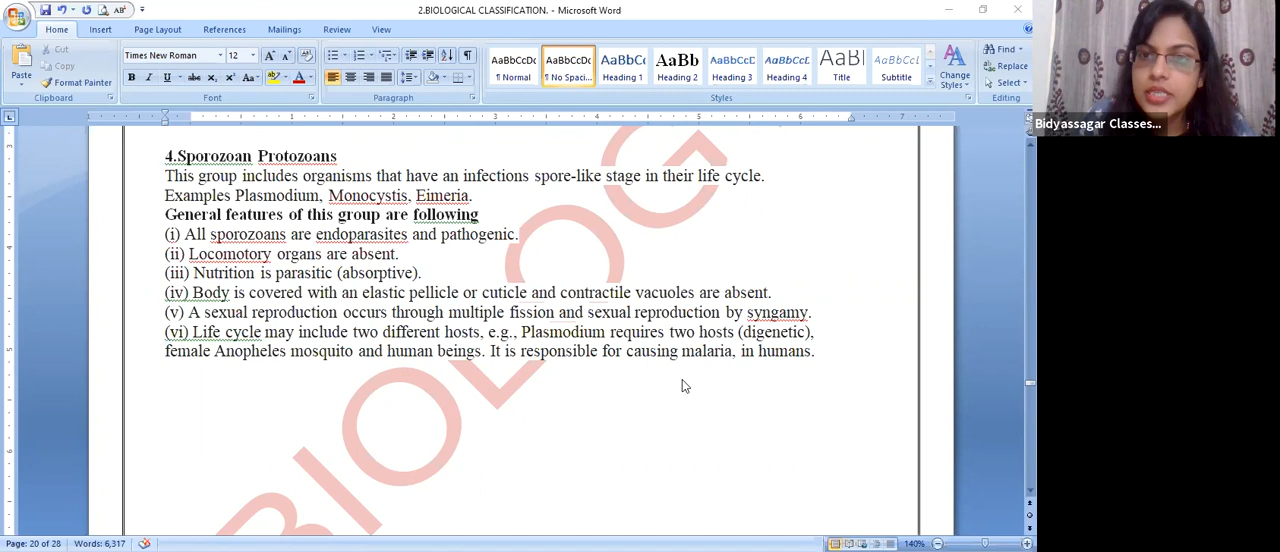 2.BIOLOGICAL CLASSIFICATION. - Microsoft Word
Home Insert Page Layout References Mailings Review View
Paste
Cut
Copy
Format Painter
Clipboard
Times New Roman 12
Font
Paragraph
AaBbCcDc AaBbCcDc AaBbC AaBb AaBbCc AaBbCc AaBl AaBbCc
¶ Normal ¶ No Spaci... Heading 1 Heading 2 Heading 3 Heading 4 Title Subtitle
Change Styles
Styles
Find
Replace
Select
Editing
Bidyassagar Classes...
4.Sporozoan Protozoans
This group includes organisms that have an infections spore-like stage in their life cycle.
Examples Plasmodium, Monocystis, Eimeria.
General features of this group are following
(i) All sporozoans are endoparasites and pathogenic.
(ii) Locomotory organs are absent.
(iii) Nutrition is parasitic (absorptive).
(iv) Body is covered with an elastic pellicle or cuticle and contractile vacuoles are absent.
(v) A sexual reproduction occurs through multiple fission and sexual reproduction by syngamy.
(vi) Life cycle may include two different hosts, e.g., Plasmodium requires two hosts (digenetic),
female Anopheles mosquito and human beings. It is responsible for causing malaria, in humans.
BIOLOG
Page: 20 of 28 Words: 6,317 140%